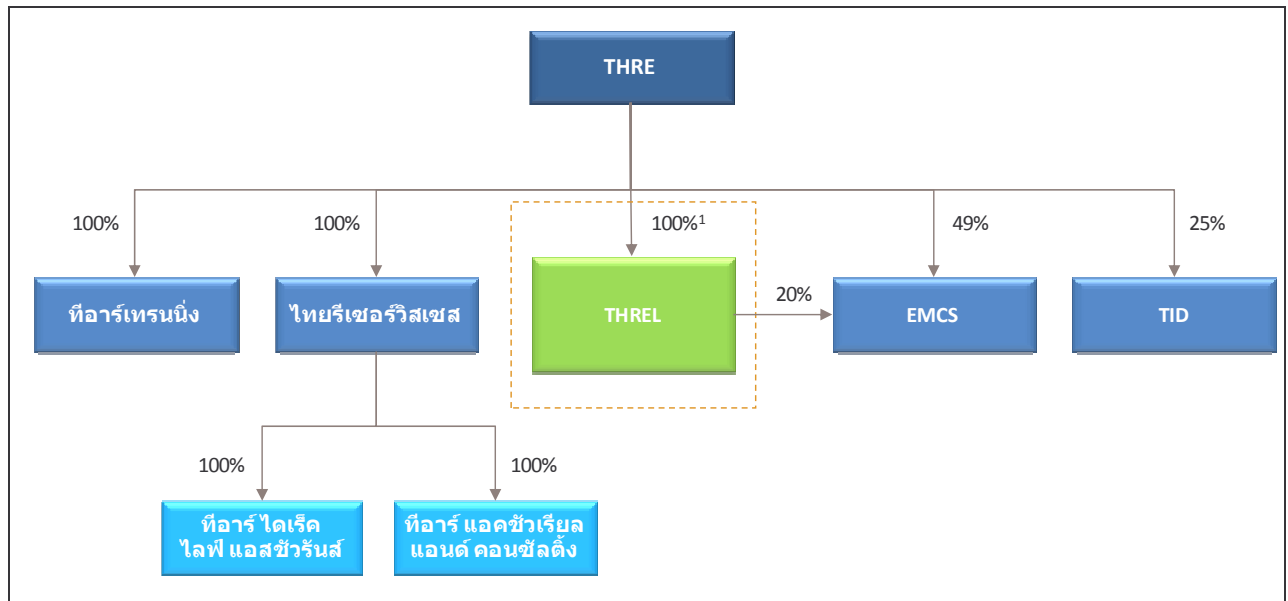 THRE
100%
100%
100%¹
49%
25%
ทีอาร์เทรนนิ่ง
ไทยรีเซอร์วิสเซส
THREL
20%
EMCS
TID
100%
100%
ทีอาร์ ไดเร็ค
ไลฟ์ แอสชัวรันส์
ทีอาร์ แอคชัวเรียล
แอนด์ คอนซัลติ้ง